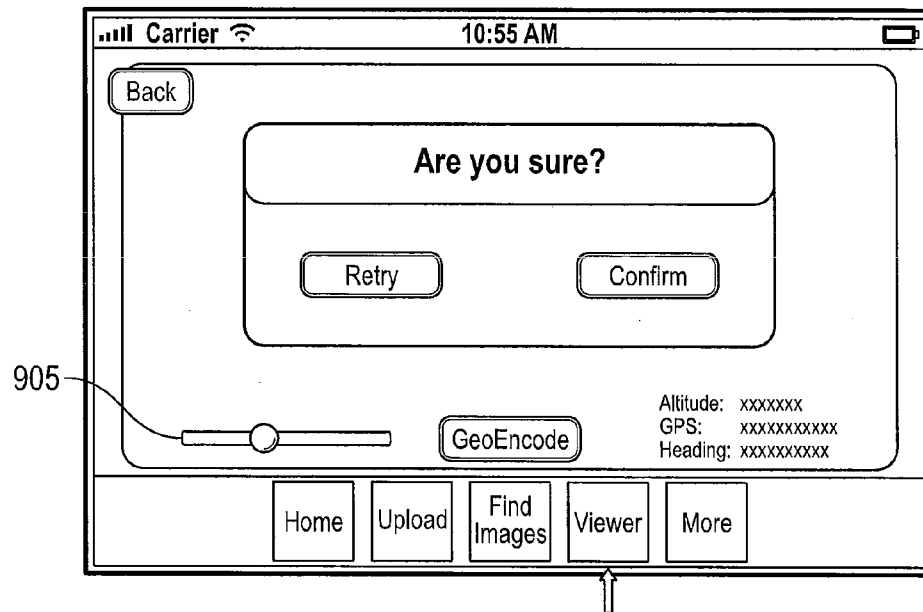 Carrier 10:55 AM
Back
Are you sure?
Retry Confirm
905
Altitude: xxxxxxx
GPS: xxxxxxxxxxx
Heading: xxxxxxxxxx
GeoEncode
Home Upload Find Images Viewer More